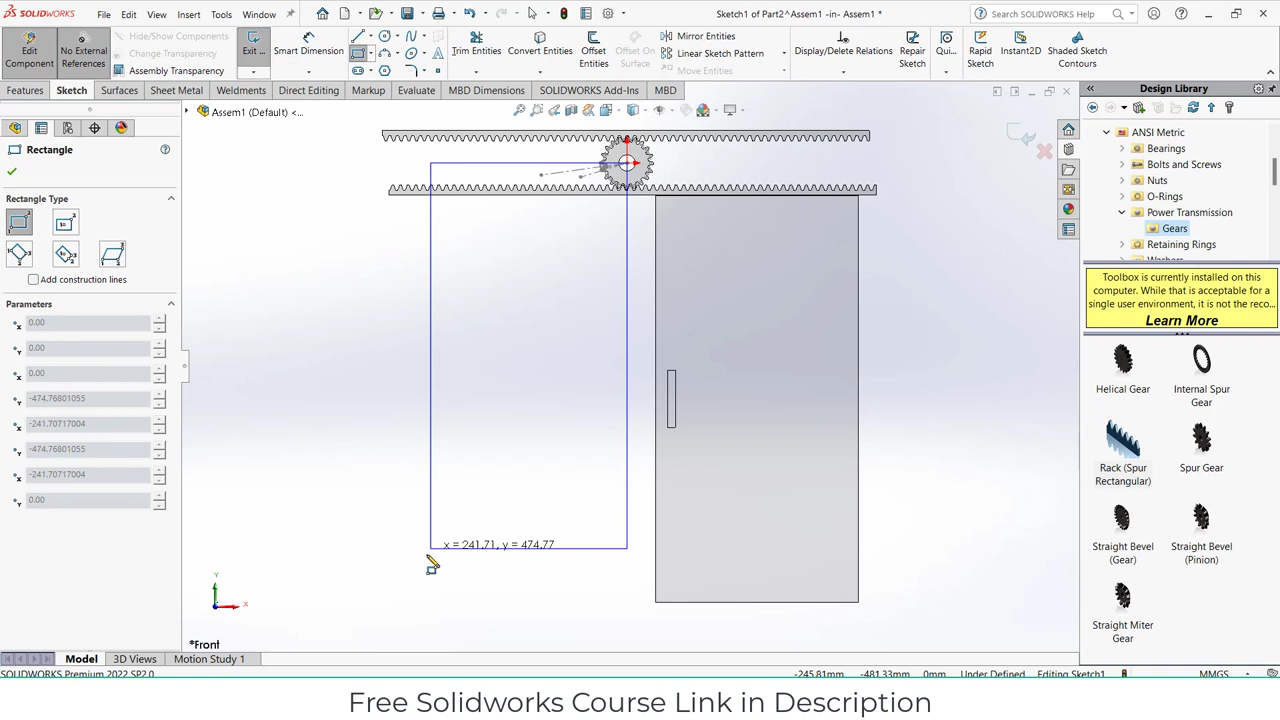 SOLIDWORKS File Edit View Insert Tools Window Sketch1 of Part2^Assem1 -in- Assem1 * Search SOLIDWORKS Help
Edit Component
No External References
Hide/Show Components
Change Transparency
Assembly Transparency
Exit ...
Smart Dimension
Trim Entities
Convert Entities
Offset Entities
Offset On Surface
Mirror Entities
Linear Sketch Pattern
Move Entities
Display/Delete Relations
Repair Sketch
Qui...
Rapid Sketch
Instant2D
Shaded Sketch Contours
Features Sketch Surfaces Sheet Metal Weldments Direct Editing Markup Evaluate MBD Dimensions SOLIDWORKS Add-Ins MBD
Assem1 (Default) <...
Rectangle
Rectangle Type
Add construction lines
Parameters
0.00
0.00
0.00
-474.76801055
-241.70717004
-474.76801055
-241.70717004
0.00
x = 241.71, y = 474.77
Y
X
*Front
Design Library
ANSI Metric
Bearings
Bolts and Screws
Nuts
O-Rings
Power Transmission
Gears
Retaining Rings
Washers
Toolbox is currently installed on this
computer. While that is acceptable for a
single user environment, it is not the reco...
Learn More
Helical Gear
Internal Spur Gear
Rack (Spur Rectangular)
Spur Gear
Straight Bevel (Gear)
Straight Bevel (Pinion)
Straight Miter Gear
Model 3D Views Motion Study 1
SOLIDWORKS Premium 2022 SP2.0 -245.81mm -481.33mm 0mm Under Defined Editing Sketch1 MMGS
Free Solidworks Course Link in Description